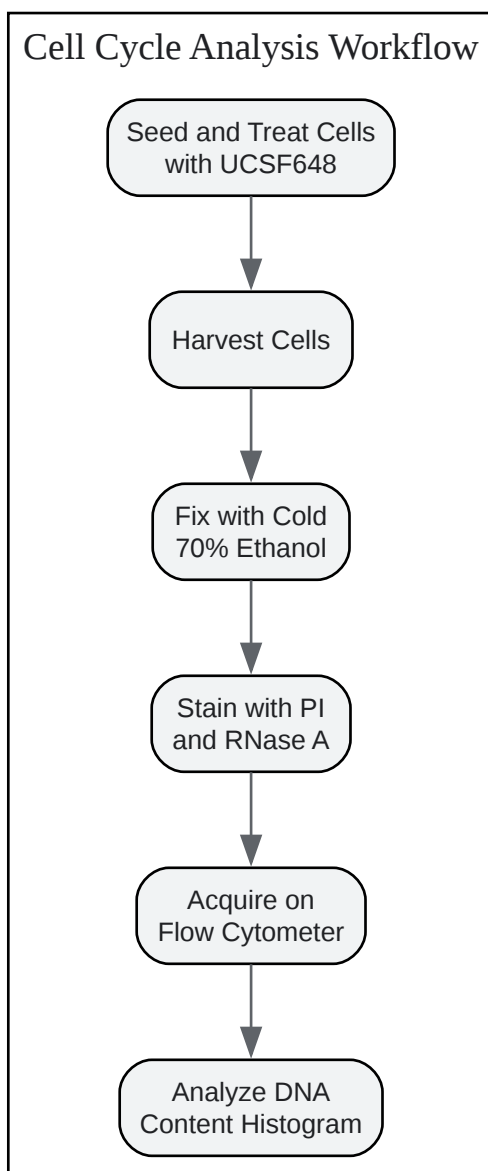 Cell Cycle Analysis Workflow
Seed and Treat Cells
with UCSF648
Harvest Cells
Fix with Cold
70% Ethanol
Stain with PI
and RNase A
Acquire on
Flow Cytometer
Analyze DNA
Content Histogram